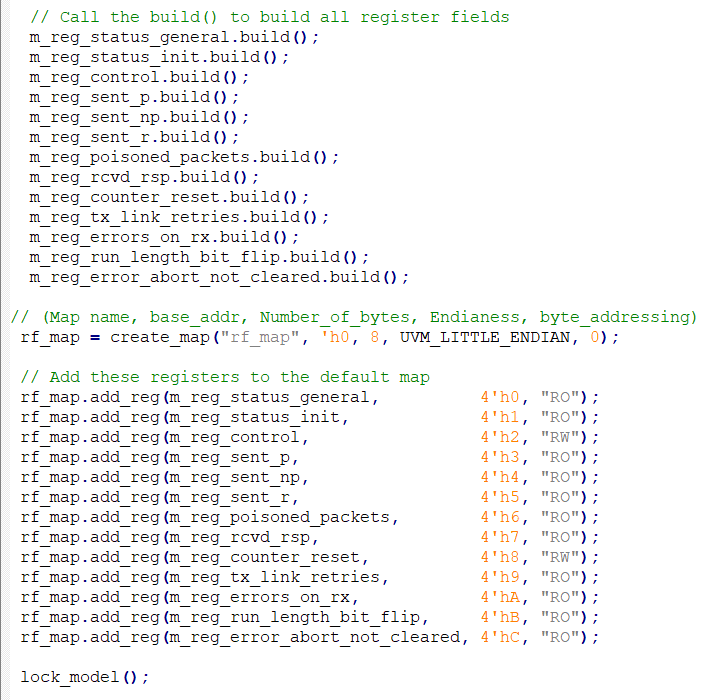 // Call the build() to build all register fields
m_reg_status_general.build();
m_reg_status_init.build();
m_reg_control.build();
m_reg_sent_p.build();
m_reg_sent_np.build();
m_reg_sent_r.build();
m_reg_poisoned_packets.build();
m_reg_rcvd_rsp.build();
m_reg_counter_reset.build();
m_reg_tx_link_retries.build();
m_reg_errors_on_rx.build();
m_reg_run_length_bit_flip.build();
m_reg_error_abort_not_cleared.build();
// (Map name, base_addr, Number_of_bytes, Endianess, byte_addressing)
rf_map = create_map("rf_map", 'h0, 8, UVM_LITTLE_ENDIAN, 0);
// Add these registers to the default map
rf_map.add_reg(m_reg_status_general, 4'h0, "RO");
rf_map.add_reg(m_reg_status_init, 4'h1, "RO");
rf_map.add_reg(m_reg_control, 4'h2, "RW");
rf_map.add_reg(m_reg_sent_p, 4'h3, "RO");
rf_map.add_reg(m_reg_sent_np, 4'h4, "RO");
rf_map.add_reg(m_reg_sent_r, 4'h5, "RO");
rf_map.add_reg(m_reg_poisoned_packets, 4'h6, "RO");
rf_map.add_reg(m_reg_rcvd_rsp, 4'h7, "RO");
rf_map.add_reg(m_reg_counter_reset, 4'h8, "RW");
rf_map.add_reg(m_reg_tx_link_retries, 4'h9, "RO");
rf_map.add_reg(m_reg_errors_on_rx, 4'hA, "RO");
rf_map.add_reg(m_reg_run_length_bit_flip, 4'hB, "RO");
rf_map.add_reg(m_reg_error_abort_not_cleared, 4'hC, "RO");
lock_model();